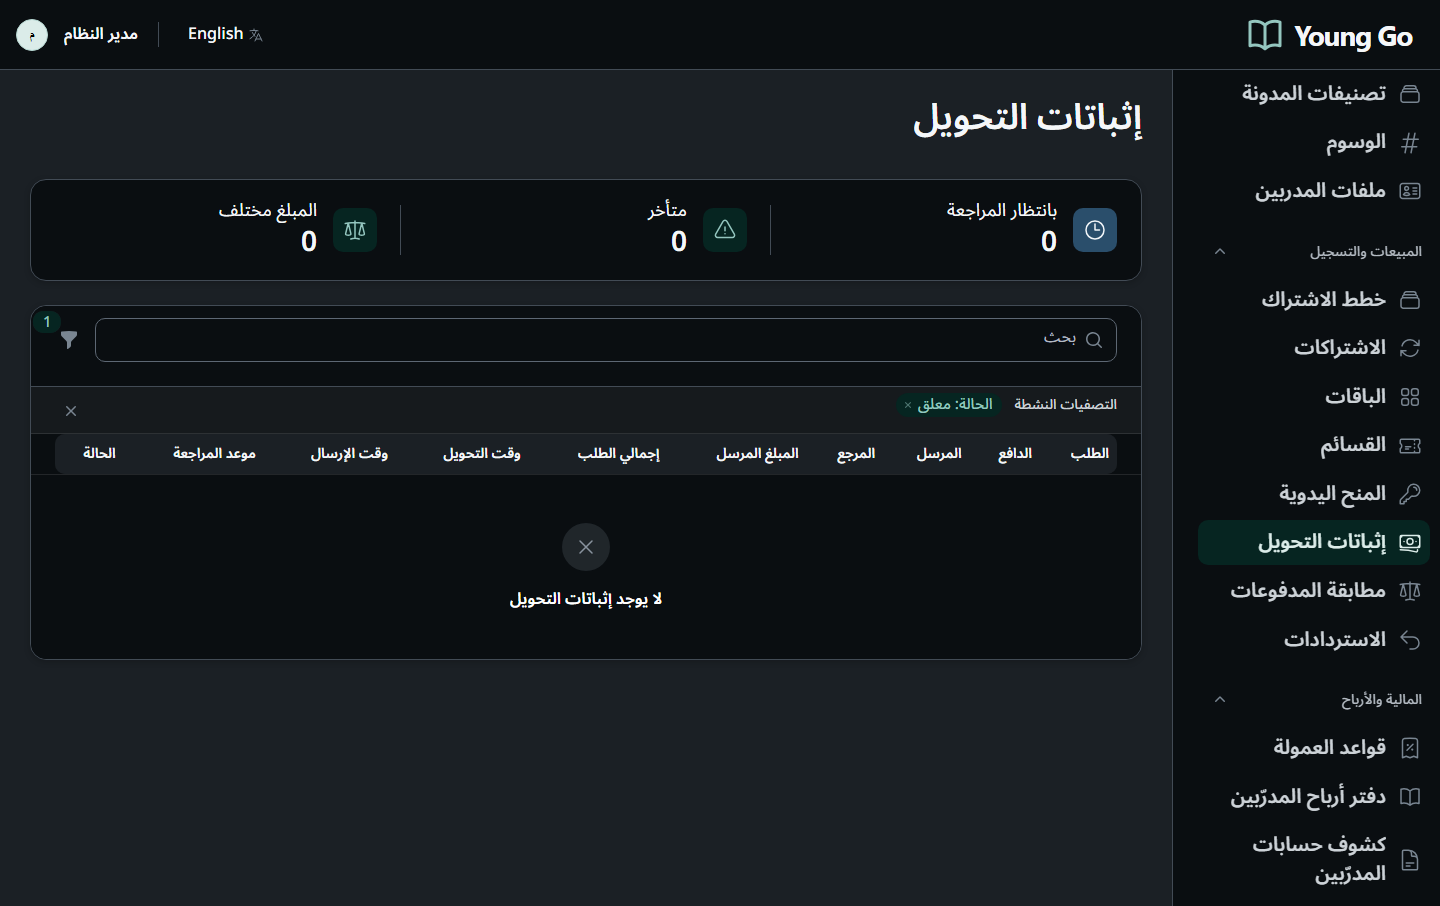 Young Go
English
مدير النظام
م
تصنيفات المدونة
الوسوم
ملفات المدربين
المبيعات والتسجيل
خطط الاشتراك
الاشتراكات
الباقات
القسائم
المنح اليدوية
إثباتات التحويل
مطابقة المدفوعات
الاستردادات
المالية والأرباح
قواعد العمولة
دفتر أرباح المدرّبين
كشوف حسابات
المدرّبين
إثباتات التحويل
بانتظار المراجعة
0
متأخر
0
المبلغ مختلف
0
بحث
1
التصفيات النشطة
الحالة: معلق
الطلب الدافع المرسل المرجع المبلغ المرسل إجمالي الطلب وقت التحويل وقت الإرسال موعد المراجعة الحالة
لا يوجد إثباتات التحويل